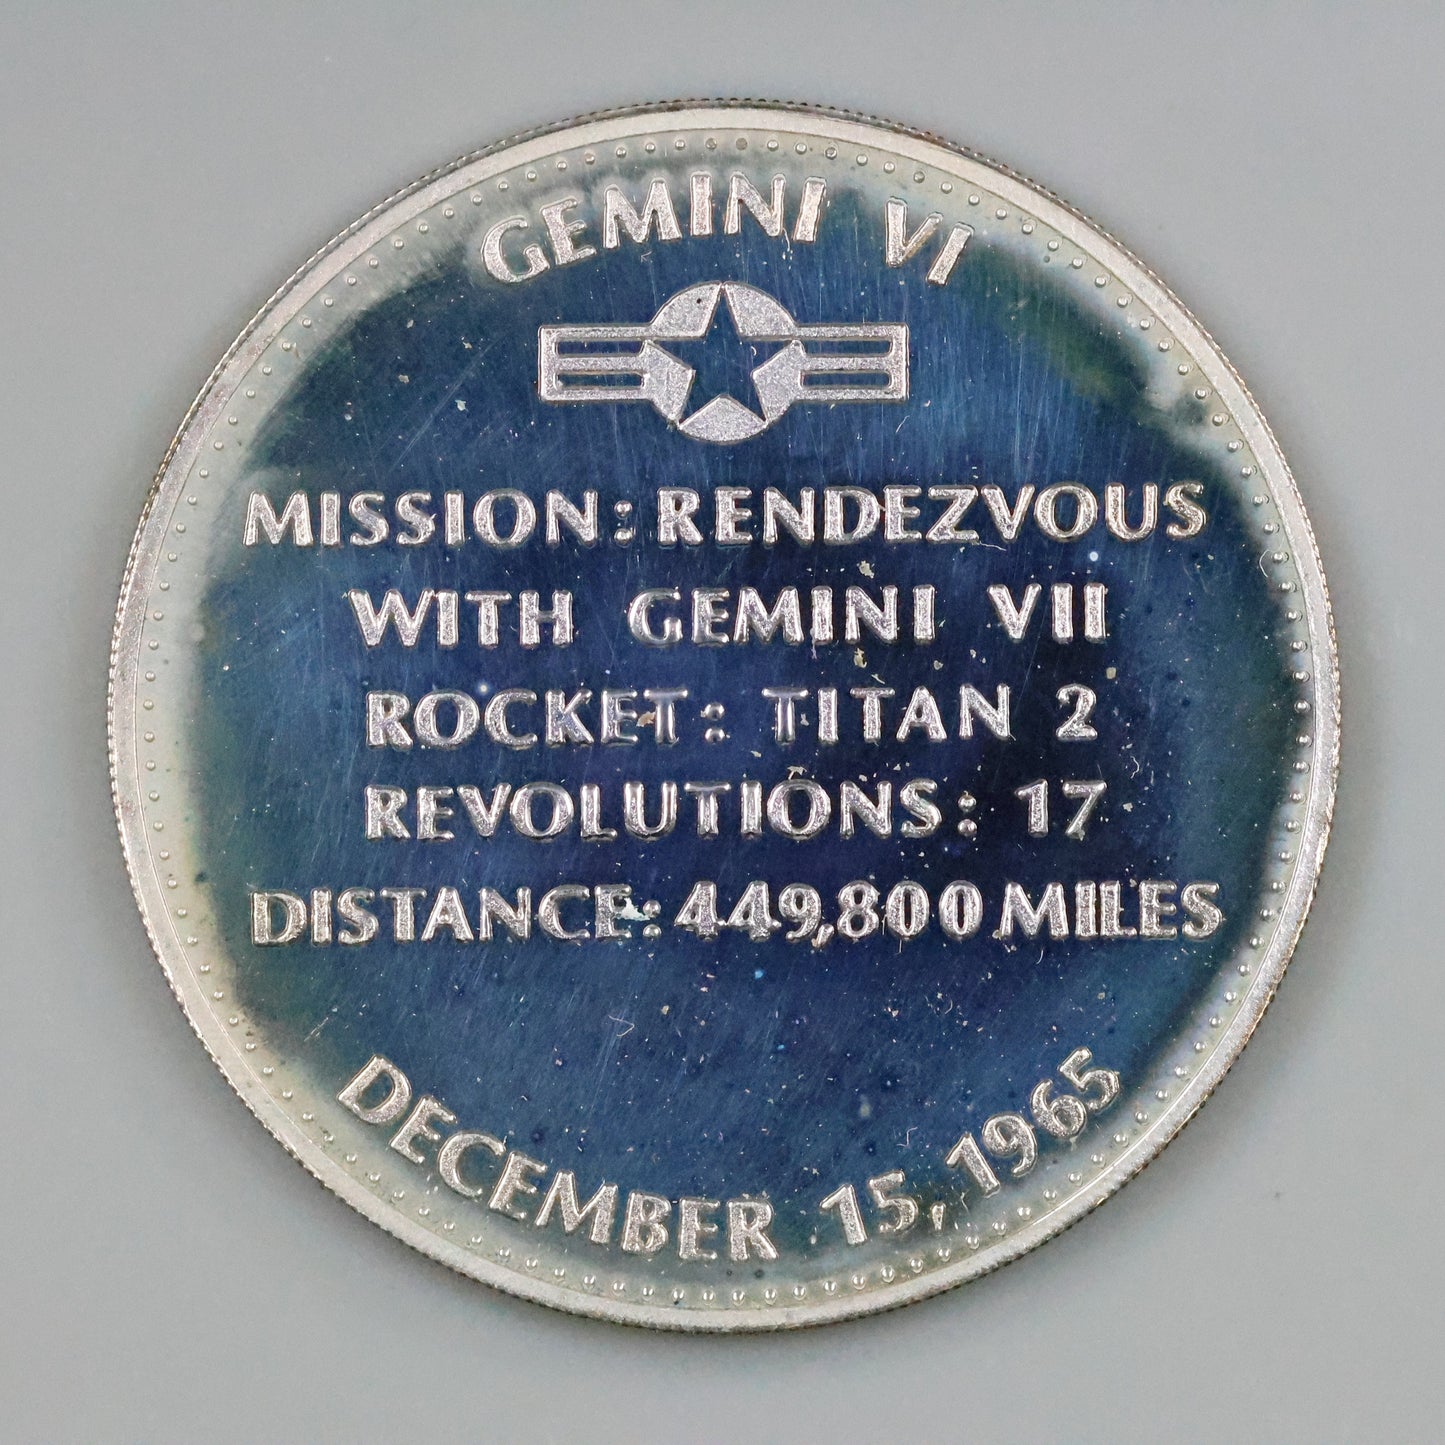 GEMINI VI
MISSION: RENDEZVOUS
WITH GEMINI VII
ROCKET: TITAN 2
REVOLUTIONS: 17
DISTANCE: 449,800 MILES
DECEMBER 15, 1965